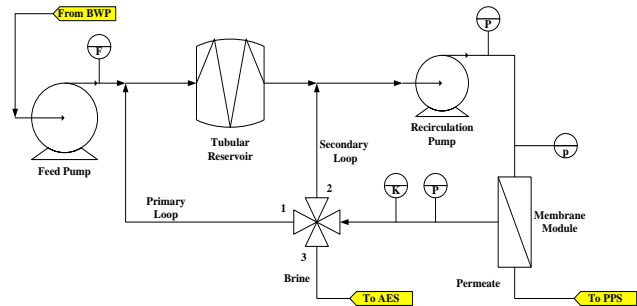 From BWP
F
P
Feed Pump
Tubular
Reservoir
Secondary
Loop
Recirculation
Pump
p
Primary
Loop
1
2
3
K
P
Membrane
Module
Brine
Permeate
To AES
To PPS